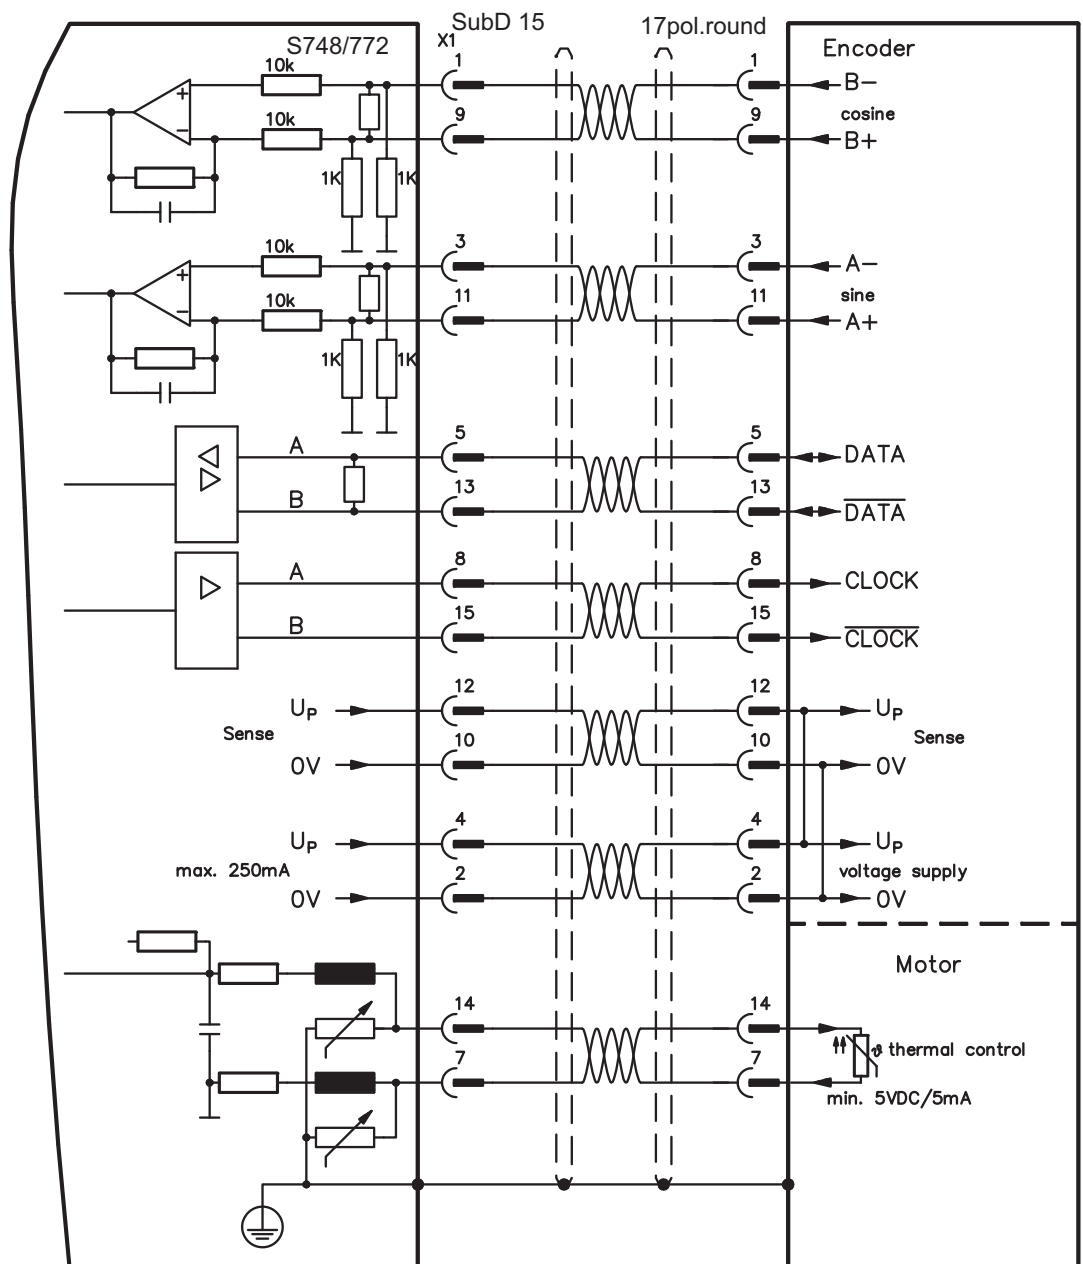 SubD 15
17pol.round
S748/772
X1
Encoder
10k
1
1
B−
+
cosine
10k
9
9
B+
−
1K
1K
10k
3
3
A−
+
sine
10k
11
11
A+
−
1K
1K
A
5
5
DATA
B
13
13
D̅A̅T̅A̅
A
8
8
CLOCK
B
15
15
C̅L̅O̅C̅K̅
UP
12
12
UP
Sense
Sense
0V
10
10
0V
UP
4
4
UP
max. 250mA
voltage supply
0V
2
2
0V
Motor
14
14
ϑ thermal control
7
7
min. 5VDC/5mA